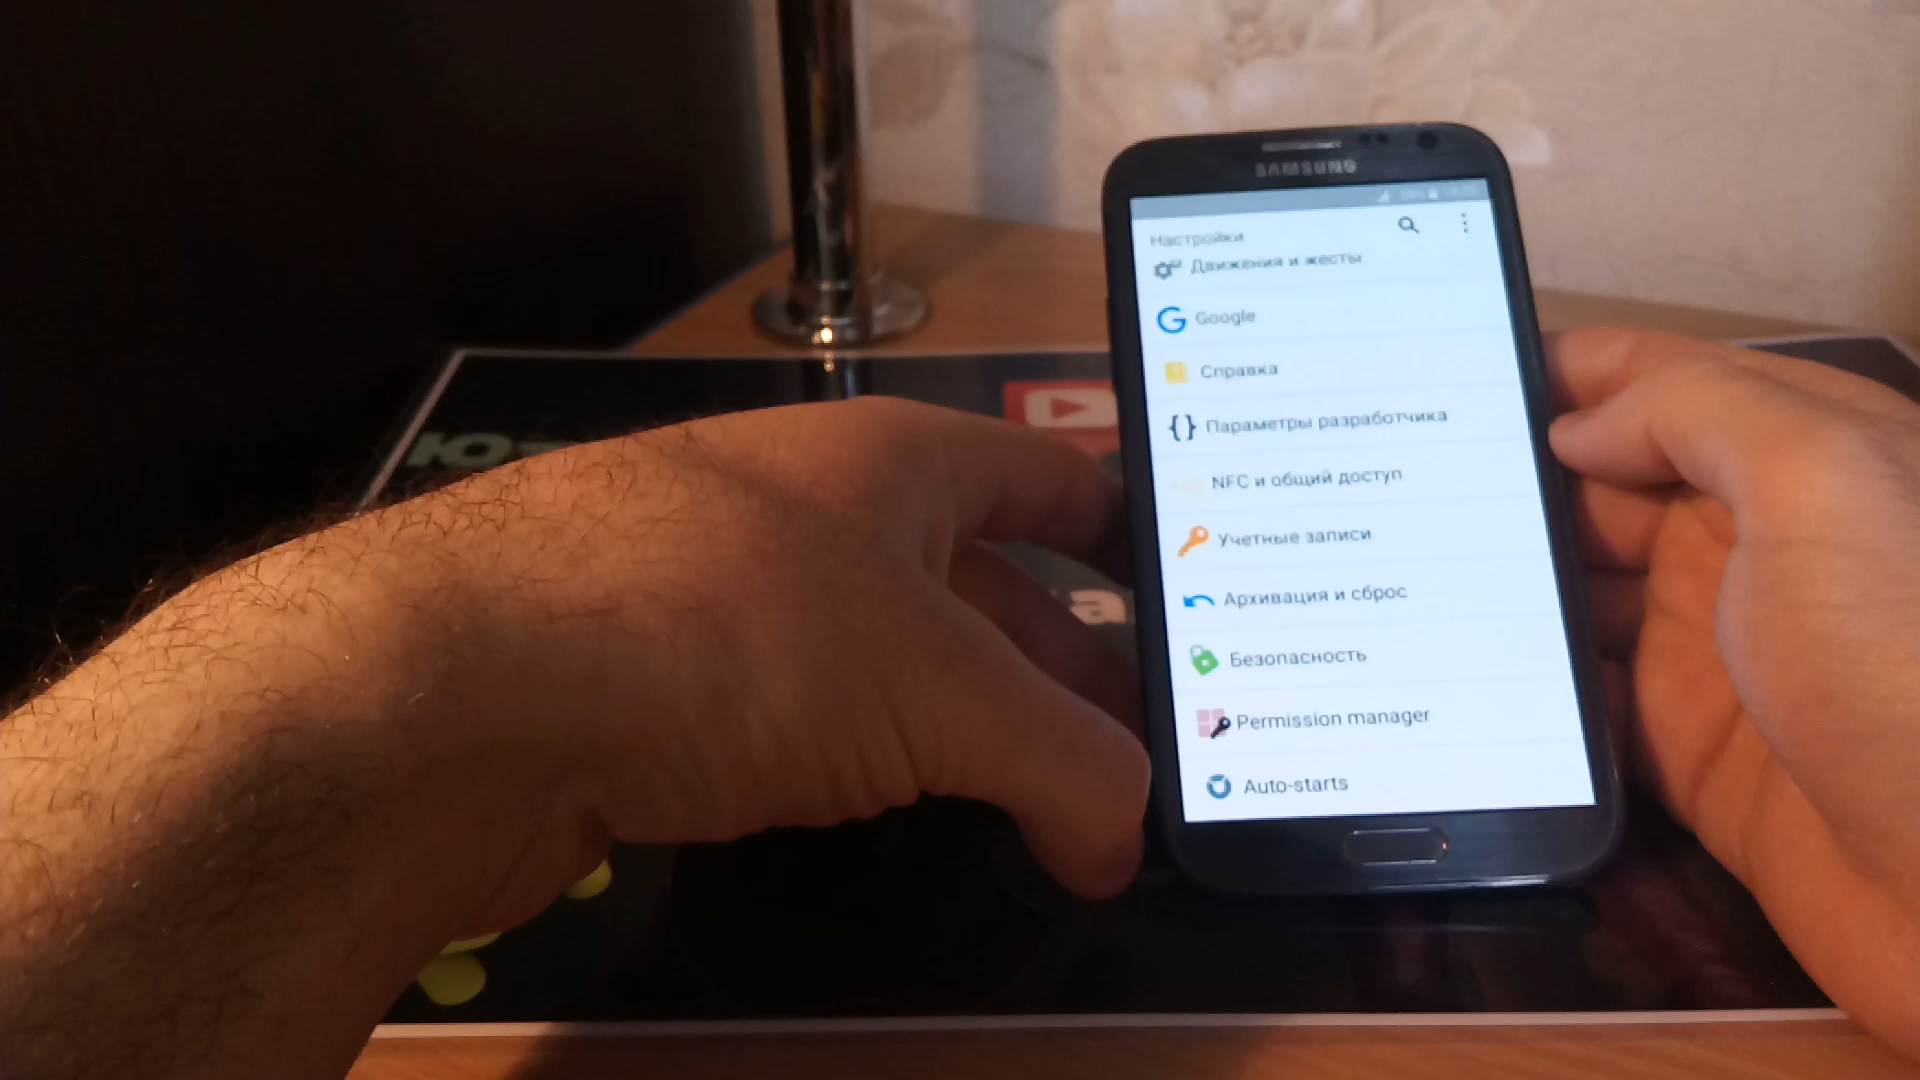 SAMSUNG
Настройки
Движения и жесты
Google
Справка
{} Параметры разработчика
NFC и общий доступ
Учетные записи
Архивация и сброс
Безопасность
Permission manager
Auto-starts
Ю
а